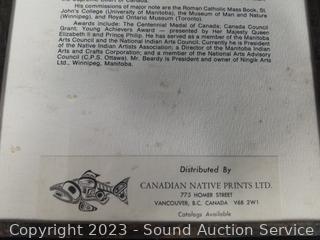 His commissions of major note are the Roman Catholic Mass Book, St.
John's College (University of Manitoba), the Museum of Man and Nature
(Winnipeg), and Royal Ontario Museum (Toronto).
Awards include: The Centennial Medal of Canada; Canada Council
Grant; Young Achievers Award — presented by Her Majesty Queen
Elizabeth II and Prince Philip. He has served as a member of the Manitoba
Arts Council and the National Indian Arts Council. Currently he is President
of the Native Indian Artists Association; a Director of the Manitoba Indian
Arts and Crafts Corporation; and a member of the National Arts Advisory
Council (C.P.S. Ottawa). Mr. Beardy is President and owner of Ningik Arts
Ltd., Winnipeg, Manitoba.
Distributed By
CANADIAN NATIVE PRINTS LTD.
775 HOMER STREET
VANCOUVER, B.C. CANADA V6B 2W1
Catalogs Available
Copyright 2023 - Sound Auction Service